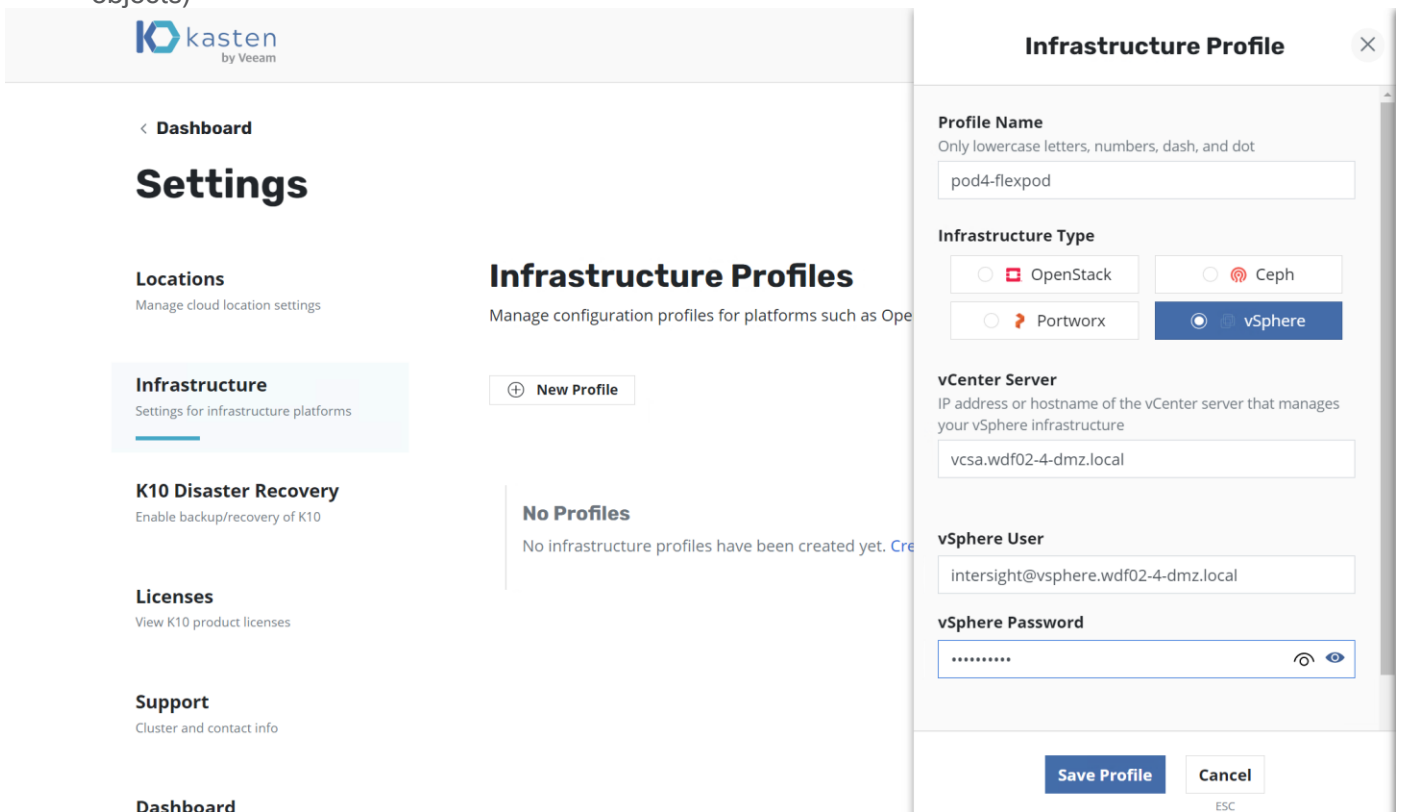 objects)
kasten
by Veeam
< Dashboard
Settings
Locations
Manage cloud location settings
Infrastructure
Settings for infrastructure platforms
K10 Disaster Recovery
Enable backup/recovery of K10
Licenses
View K10 product licenses
Support
Cluster and contact info
Dashboard
Infrastructure Profiles
Manage configuration profiles for platforms such as Ope
New Profile
No Profiles
No infrastructure profiles have been created yet. Cre
Infrastructure Profile
Profile Name
Only lowercase letters, numbers, dash, and dot
pod4-flexpod
Infrastructure Type
OpenStack
Ceph
Portworx
vSphere
vCenter Server
IP address or hostname of the vCenter server that manages
your vSphere infrastructure
vcsa.wdf02-4-dmz.local
vSphere User
intersight@vsphere.wdf02-4-dmz.local
vSphere Password
••••••••••
Save Profile
Cancel
ESC